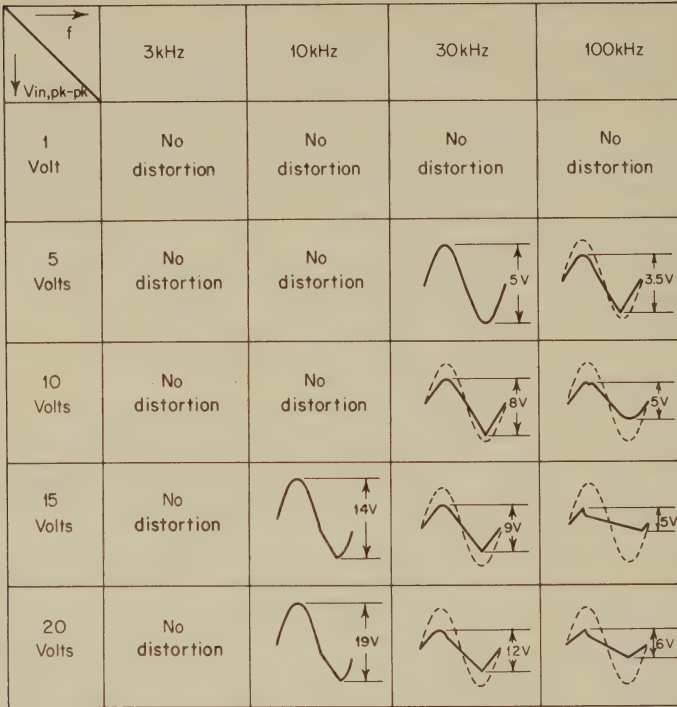 f
Vin,pk-pk
3kHz
10kHz
30kHz
100kHz
1
Volt
No
distortion
No
distortion
No
distortion
No
distortion
5
Volts
No
distortion
No
distortion
5V
3.5V
10
Volts
No
distortion
No
distortion
8V
5V
15
Volts
No
distortion
14V
9V
5V
20
Volts
No
distortion
19V
12V
6V